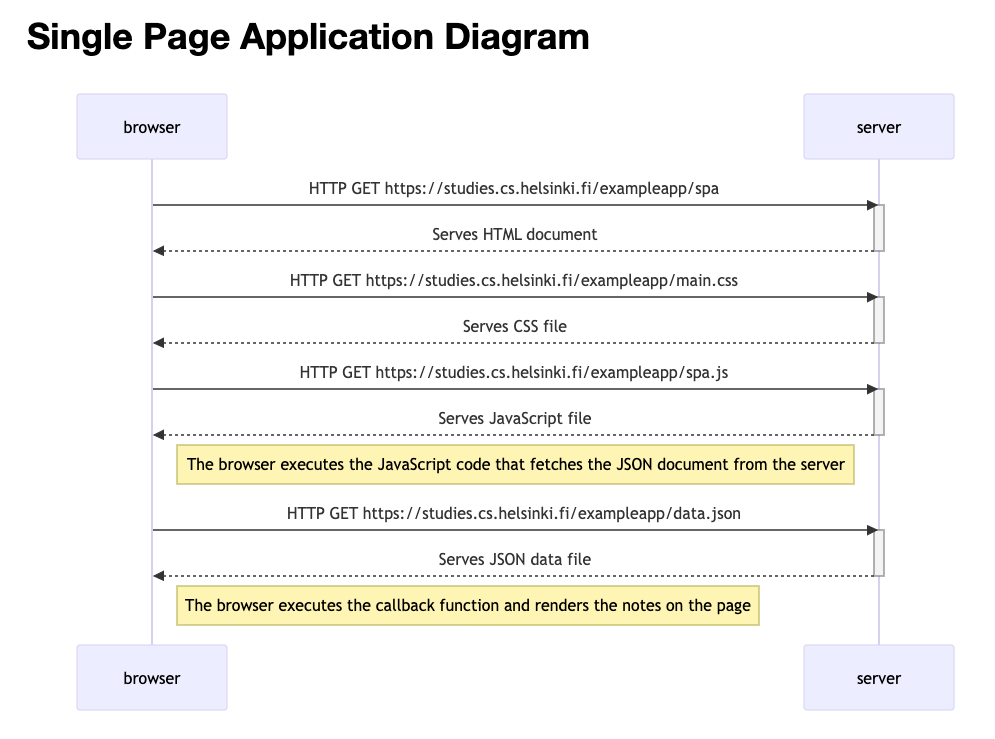 Single Page Application Diagram
browser server
HTTP GET https://studies.cs.helsinki.fi/exampleapp/spa
Serves HTML document
HTTP GET https://studies.cs.helsinki.fi/exampleapp/main.css
Serves CSS file
HTTP GET https://studies.cs.helsinki.fi/exampleapp/spa.js
Serves JavaScript file
The browser executes the JavaScript code that fetches the JSON document from the server
HTTP GET https://studies.cs.helsinki.fi/exampleapp/data.json
Serves JSON data file
The browser executes the callback function and renders the notes on the page
browser server